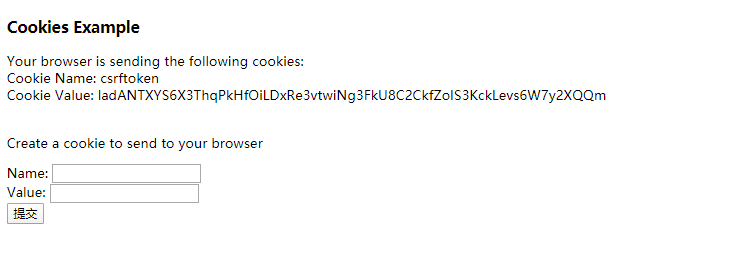 Cookies Example
Your browser is sending the following cookies:
Cookie Name: csrftoken
Cookie Value: ladANTXYS6X3ThqPkHfOiLDxRe3vtwiNg3FkU8C2CkfZolS3KckLevs6W7y2XQQm
Create a cookie to send to your browser
Name:
Value:
提交